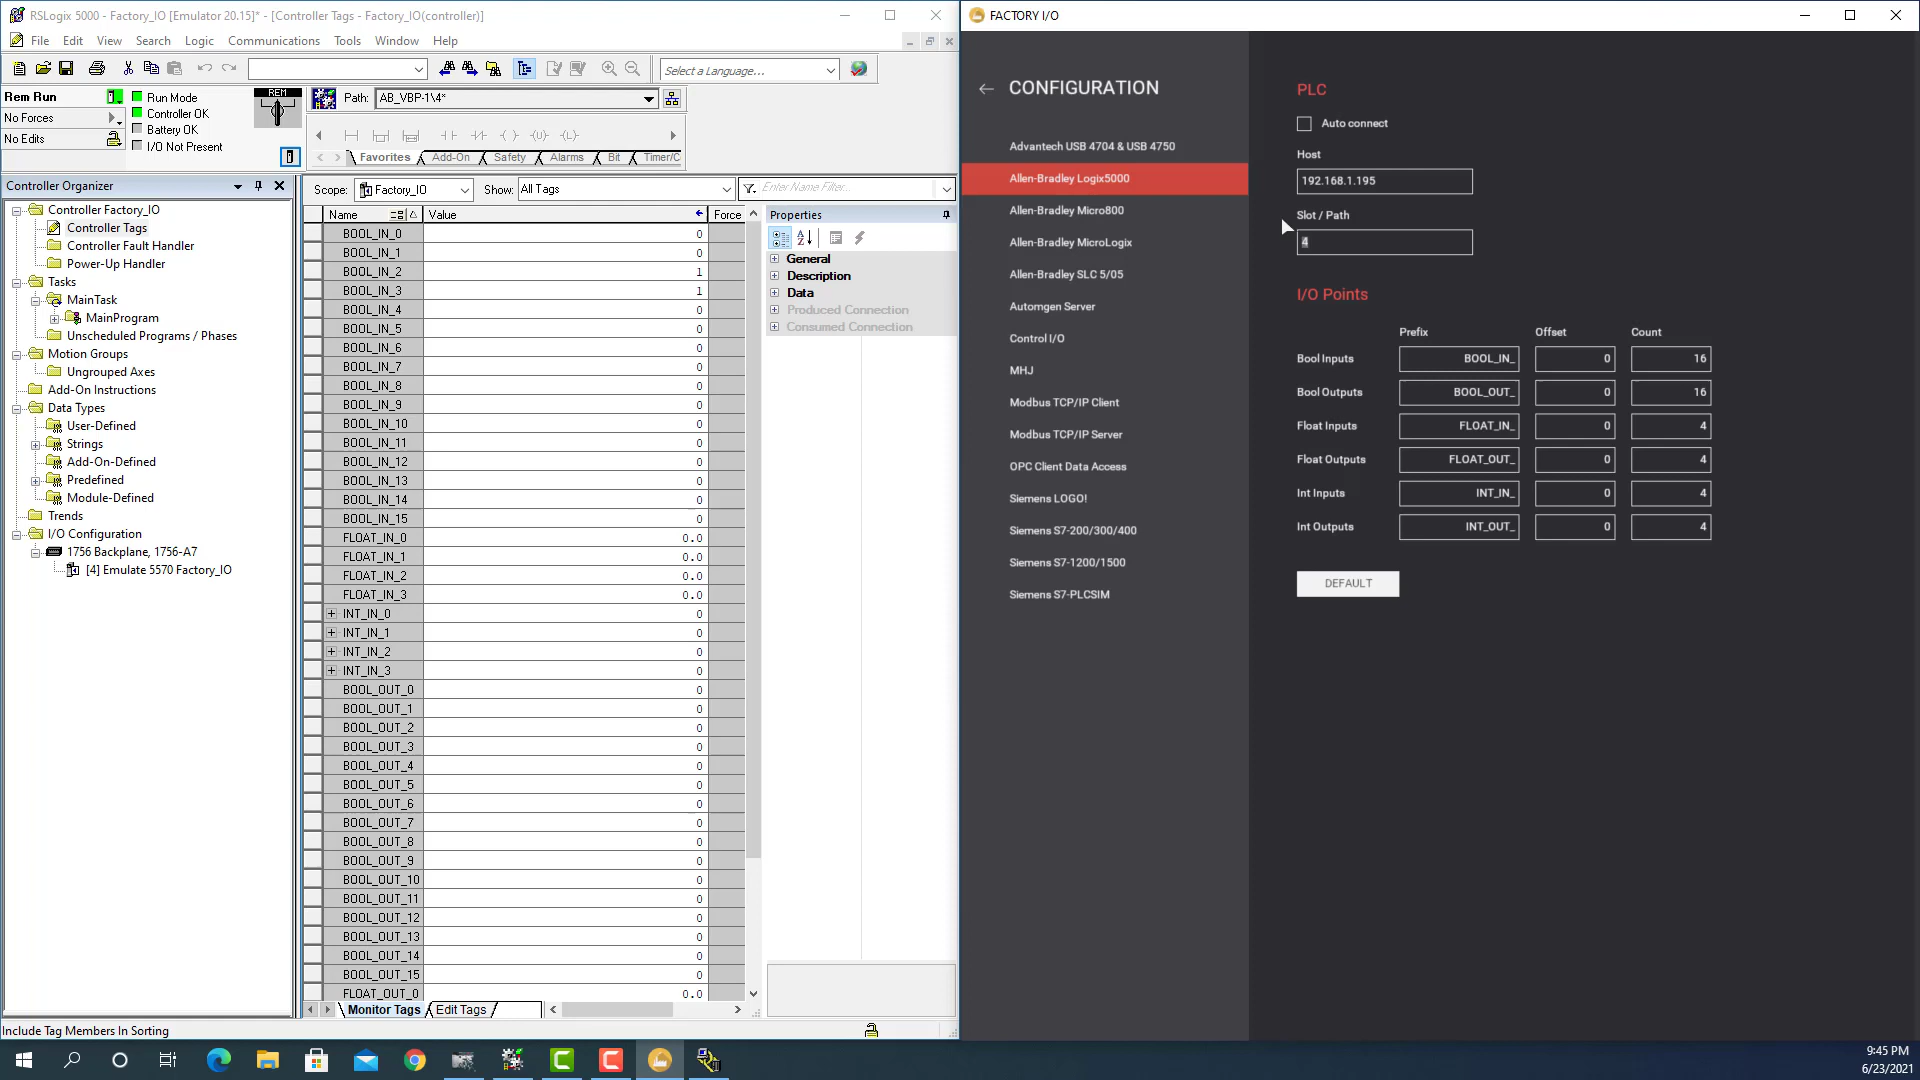 RSLogix 5000 - Factory_IO [Emulator 20.15]* - [Controller Tags - Factory_IO(controller)]
File Edit View Search Logic Communications Tools Window Help
Select a Language...
Rem Run
No Forces
No Edits
Run Mode
Controller OK
Battery OK
I/O Not Present
REM
Path: AB_VBP-1\4*
Favorites Add-On Safety Alarms Bit Timer/C
Controller Organizer
Controller Factory_IO
Controller Tags
Controller Fault Handler
Power-Up Handler
Tasks
MainTask
MainProgram
Unscheduled Programs / Phases
Motion Groups
Ungrouped Axes
Add-On Instructions
Data Types
User-Defined
Strings
Add-On-Defined
Predefined
Module-Defined
Trends
I/O Configuration
1756 Backplane, 1756-A7
[4] Emulate 5570 Factory_IO
Scope: Factory_IO Show: All Tags Enter Name Filter...
Name Value Force
BOOL_IN_0 0
BOOL_IN_1 0
BOOL_IN_2 1
BOOL_IN_3 1
BOOL_IN_4 0
BOOL_IN_5 0
BOOL_IN_6 0
BOOL_IN_7 0
BOOL_IN_8 0
BOOL_IN_9 0
BOOL_IN_10 0
BOOL_IN_11 0
BOOL_IN_12 0
BOOL_IN_13 0
BOOL_IN_14 0
BOOL_IN_15 0
FLOAT_IN_0 0.0
FLOAT_IN_1 0.0
FLOAT_IN_2 0.0
FLOAT_IN_3 0.0
INT_IN_0 0
INT_IN_1 0
INT_IN_2 0
INT_IN_3 0
BOOL_OUT_0 0
BOOL_OUT_1 0
BOOL_OUT_2 0
BOOL_OUT_3 0
BOOL_OUT_4 0
BOOL_OUT_5 0
BOOL_OUT_6 0
BOOL_OUT_7 0
BOOL_OUT_8 0
BOOL_OUT_9 0
BOOL_OUT_10 0
BOOL_OUT_11 0
BOOL_OUT_12 0
BOOL_OUT_13 0
BOOL_OUT_14 0
BOOL_OUT_15 0
FLOAT_OUT_0 0.0
Monitor Tags Edit Tags
Properties
General
Description
Data
Produced Connection
Consumed Connection
Include Tag Members In Sorting
FACTORY I/O
CONFIGURATION
Advantech USB 4704 & USB 4750
Allen-Bradley Logix5000
Allen-Bradley Micro800
Allen-Bradley MicroLogix
Allen-Bradley SLC 5/05
Automgen Server
Control I/O
MHJ
Modbus TCP/IP Client
Modbus TCP/IP Server
OPC Client Data Access
Siemens LOGO!
Siemens S7-200/300/400
Siemens S7-1200/1500
Siemens S7-PLCSIM
PLC
Auto connect
Host
192.168.1.195
Slot / Path
4
I/O Points
Prefix Offset Count
Bool Inputs BOOL_IN_ 0 16
Bool Outputs BOOL_OUT_ 0 16
Float Inputs FLOAT_IN_ 0 4
Float Outputs FLOAT_OUT_ 0 4
Int Inputs INT_IN_ 0 4
Int Outputs INT_OUT_ 0 4
DEFAULT
9:45 PM
6/23/2021